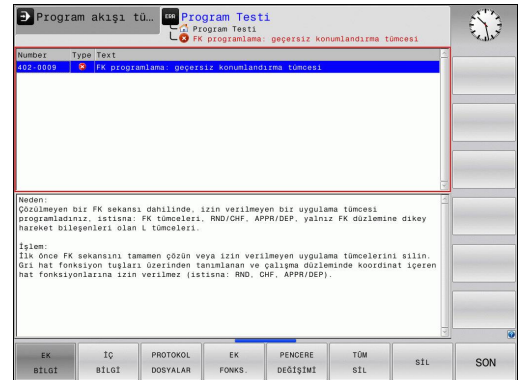 Program akışı tü...
ERR Program Testi
Program Testi
FK programlama: geçersiz konumlandırma tümcesi
Number Type Text
402-0009 FK programlama: geçersiz konumlandırma tümcesi
Neden:
Çözülmeyen bir FK sekansı dahilinde, izin verilmeyen bir uygulama tümcesi
programladınız, istisna: FK tümceleri, RND/CHF, APPR/DEP, yalnız FK düzlemine dikey
hareket bileşenleri olan L tümceleri.
İşlem:
İlk önce FK sekansını tamamen çözün veya izin verilmeyen uygulama tümcelerini silin.
Gri hat fonksiyon tuşları üzerinden tanımlanan ve çalışma düzleminde koordinat içeren
hat fonksiyonlarına izin verilmez (istisna: RND, CHF, APPR/DEP).
EK BİLGİ
İÇ BİLGİ
PROTOKOL DOSYALAR
EK FONKS.
PENCERE DEĞİŞİMİ
TÜM SİL
SİL
SON